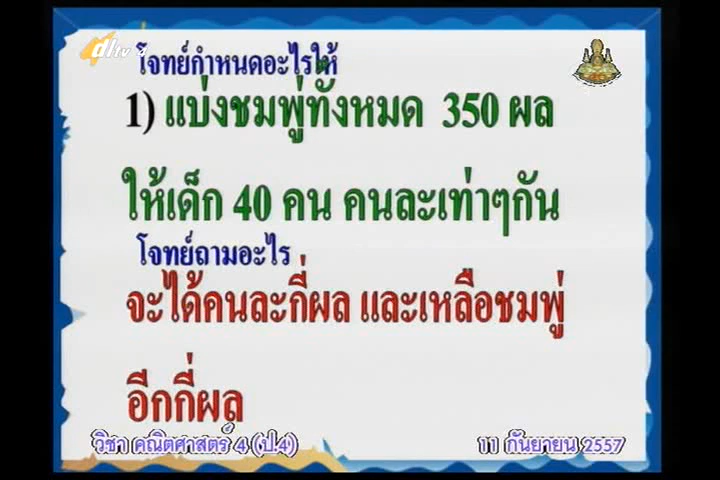 dltv 4
โจทย์กำหนดอะไรให้
1) แบ่งชมพู่ทั้งหมด 350 ผล
ให้เด็ก 40 คน คนละเท่าๆกัน
โจทย์ถามอะไร
จะได้คนละกี่ผล และเหลือชมพู่
อีกกี่ผล
วิชา คณิตศาสตร์ 4 (ป.4)
11 กันยายน 2557